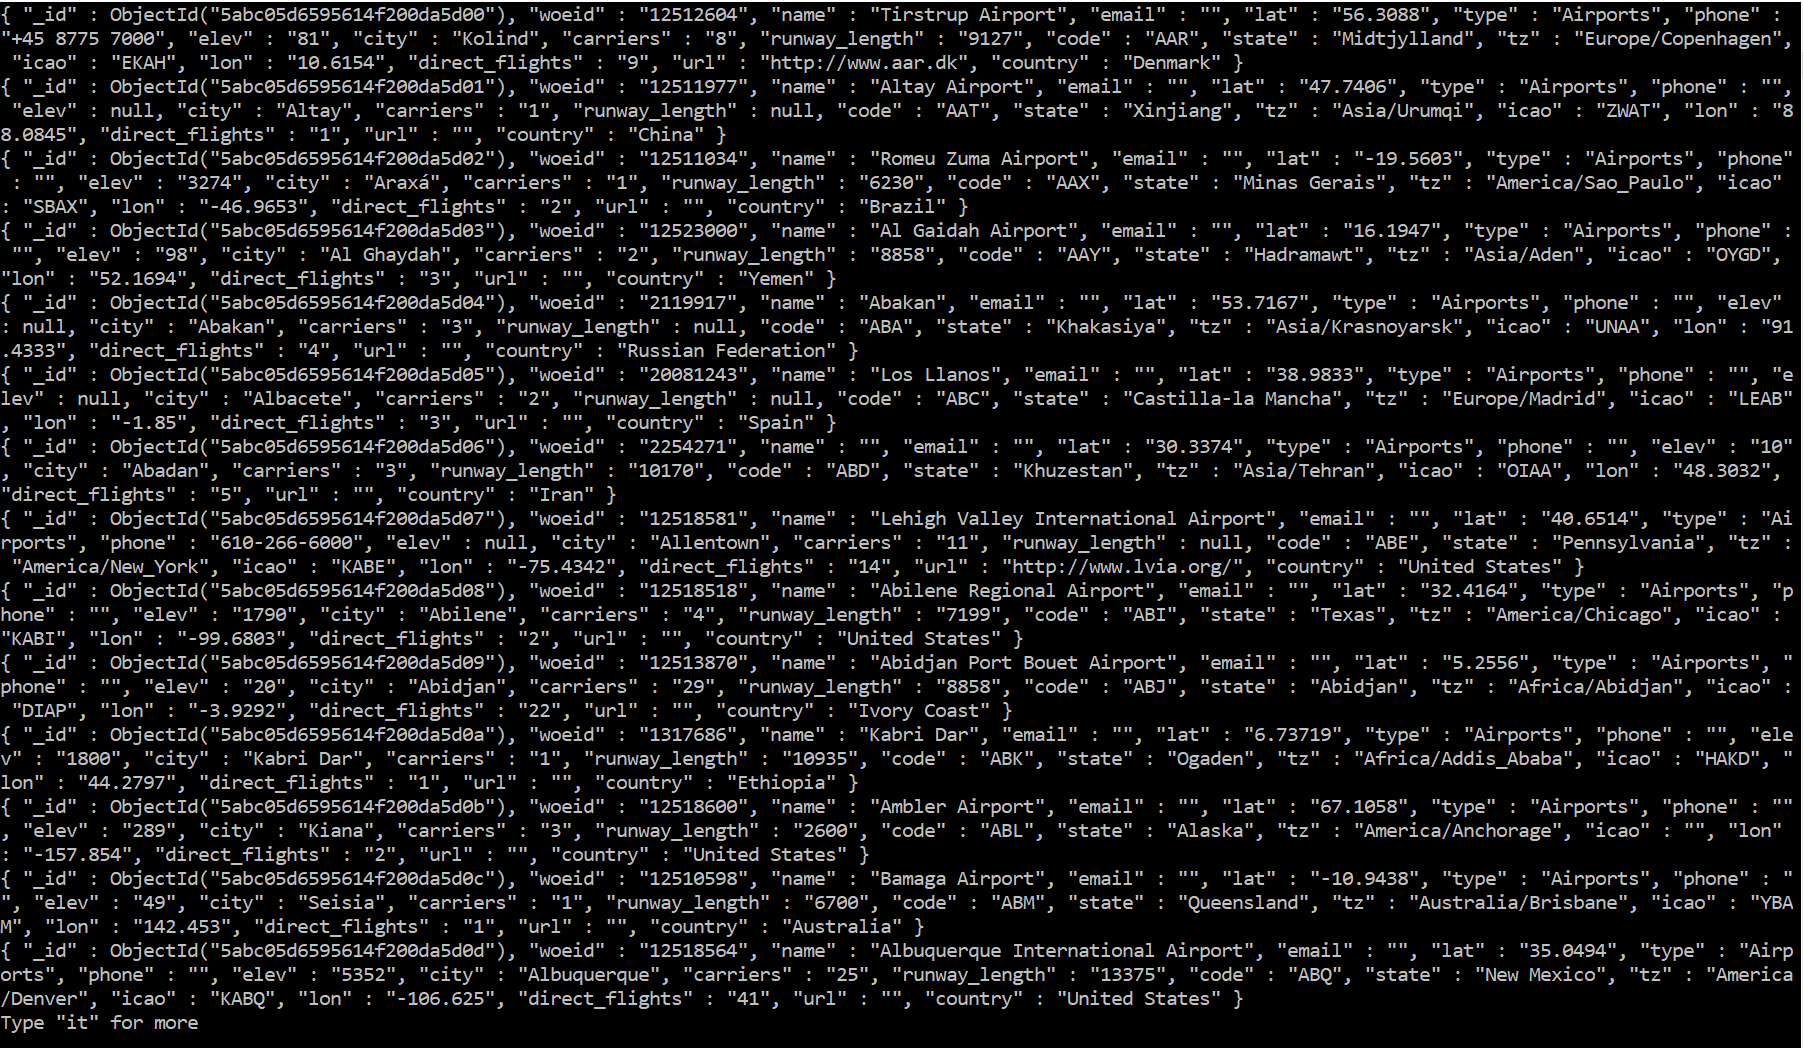 { "_id" : ObjectId("5abc05d6595614f200da5d00"), "woeid" : "12512604", "name" : "Tirstrup Airport", "email" : "", "lat" : "56.3088", "type" : "Airports", "phone" :
"+45 8775 7000", "elev" : "81", "city" : "Kolind", "carriers" : "8", "runway_length" : "9127", "code" : "AAR", "state" : "Midtjylland", "tz" : "Europe/Copenhagen",
 "icao" : "EKAH", "lon" : "10.6154", "direct_flights" : "9", "url" : "http://www.aar.dk", "country" : "Denmark" }
{ "_id" : ObjectId("5abc05d6595614f200da5d01"), "woeid" : "12511977", "name" : "Altay Airport", "email" : "", "lat" : "47.7406", "type" : "Airports", "phone" : "",
 "elev" : null, "city" : "Altay", "carriers" : "1", "runway_length" : null, "code" : "AAT", "state" : "Xinjiang", "tz" : "Asia/Urumqi", "icao" : "ZWAT", "lon" : "8
8.0845", "direct_flights" : "1", "url" : "", "country" : "China" }
{ "_id" : ObjectId("5abc05d6595614f200da5d02"), "woeid" : "12511034", "name" : "Romeu Zuma Airport", "email" : "", "lat" : "-19.5603", "type" : "Airports", "phone"
 : "", "elev" : "3274", "city" : "Araxá", "carriers" : "1", "runway_length" : "6230", "code" : "AAX", "state" : "Minas Gerais", "tz" : "America/Sao_Paulo", "icao"
: "SBAX", "lon" : "-46.9653", "direct_flights" : "2", "url" : "", "country" : "Brazil" }
{ "_id" : ObjectId("5abc05d6595614f200da5d03"), "woeid" : "12523000", "name" : "Al Gaidah Airport", "email" : "", "lat" : "16.1947", "type" : "Airports", "phone" :
 "", "elev" : "98", "city" : "Al Ghaydah", "carriers" : "2", "runway_length" : "8858", "code" : "AAY", "state" : "Hadramawt", "tz" : "Asia/Aden", "icao" : "OYGD",
"lon" : "52.1694", "direct_flights" : "3", "url" : "", "country" : "Yemen" }
{ "_id" : ObjectId("5abc05d6595614f200da5d04"), "woeid" : "2119917", "name" : "Abakan", "email" : "", "lat" : "53.7167", "type" : "Airports", "phone" : "", "elev"
: null, "city" : "Abakan", "carriers" : "3", "runway_length" : null, "code" : "ABA", "state" : "Khakasiya", "tz" : "Asia/Krasnoyarsk", "icao" : "UNAA", "lon" : "91
.4333", "direct_flights" : "4", "url" : "", "country" : "Russian Federation" }
{ "_id" : ObjectId("5abc05d6595614f200da5d05"), "woeid" : "20081243", "name" : "Los Llanos", "email" : "", "lat" : "38.9833", "type" : "Airports", "phone" : "", "e
lev" : null, "city" : "Albacete", "carriers" : "2", "runway_length" : null, "code" : "ABC", "state" : "Castilla-la Mancha", "tz" : "Europe/Madrid", "icao" : "LEAB"
, "lon" : "-1.85", "direct_flights" : "3", "url" : "", "country" : "Spain" }
{ "_id" : ObjectId("5abc05d6595614f200da5d06"), "woeid" : "2254271", "name" : "", "email" : "", "lat" : "30.3374", "type" : "Airports", "phone" : "", "elev" : "10"
, "city" : "Abadan", "carriers" : "3", "runway_length" : "10170", "code" : "ABD", "state" : "Khuzestan", "tz" : "Asia/Tehran", "icao" : "OIAA", "lon" : "48.3032",
"direct_flights" : "5", "url" : "", "country" : "Iran" }
{ "_id" : ObjectId("5abc05d6595614f200da5d07"), "woeid" : "12518581", "name" : "Lehigh Valley International Airport", "email" : "", "lat" : "40.6514", "type" : "Ai
rports", "phone" : "610-266-6000", "elev" : null, "city" : "Allentown", "carriers" : "11", "runway_length" : null, "code" : "ABE", "state" : "Pennsylvania", "tz" :
 "America/New_York", "icao" : "KABE", "lon" : "-75.4342", "direct_flights" : "14", "url" : "http://www.lvia.org/", "country" : "United States" }
{ "_id" : ObjectId("5abc05d6595614f200da5d08"), "woeid" : "12518518", "name" : "Abilene Regional Airport", "email" : "", "lat" : "32.4164", "type" : "Airports", "p
hone" : "", "elev" : "1790", "city" : "Abilene", "carriers" : "4", "runway_length" : "7199", "code" : "ABI", "state" : "Texas", "tz" : "America/Chicago", "icao" :
"KABI", "lon" : "-99.6803", "direct_flights" : "2", "url" : "", "country" : "United States" }
{ "_id" : ObjectId("5abc05d6595614f200da5d09"), "woeid" : "12513870", "name" : "Abidjan Port Bouet Airport", "email" : "", "lat" : "5.2556", "type" : "Airports", "
phone" : "", "elev" : "20", "city" : "Abidjan", "carriers" : "29", "runway_length" : "8858", "code" : "ABJ", "state" : "Abidjan", "tz" : "Africa/Abidjan", "icao" :
 "DIAP", "lon" : "-3.9292", "direct_flights" : "22", "url" : "", "country" : "Ivory Coast" }
{ "_id" : ObjectId("5abc05d6595614f200da5d0a"), "woeid" : "1317686", "name" : "Kabri Dar", "email" : "", "lat" : "6.73719", "type" : "Airports", "phone" : "", "ele
v" : "1800", "city" : "Kabri Dar", "carriers" : "1", "runway_length" : "10935", "code" : "ABK", "state" : "Ogaden", "tz" : "Africa/Addis_Ababa", "icao" : "HAKD", "
lon" : "44.2797", "direct_flights" : "1", "url" : "", "country" : "Ethiopia" }
{ "_id" : ObjectId("5abc05d6595614f200da5d0b"), "woeid" : "12518600", "name" : "Ambler Airport", "email" : "", "lat" : "67.1058", "type" : "Airports", "phone" : ""
, "elev" : "289", "city" : "Kiana", "carriers" : "3", "runway_length" : "2600", "code" : "ABL", "state" : "Alaska", "tz" : "America/Anchorage", "icao" : "", "lon"
: "-157.854", "direct_flights" : "2", "url" : "", "country" : "United States" }
{ "_id" : ObjectId("5abc05d6595614f200da5d0c"), "woeid" : "12510598", "name" : "Bamaga Airport", "email" : "", "lat" : "-10.9438", "type" : "Airports", "phone" : "
", "elev" : "49", "city" : "Seisia", "carriers" : "1", "runway_length" : "6700", "code" : "ABM", "state" : "Queensland", "tz" : "Australia/Brisbane", "icao" : "YBA
M", "lon" : "142.453", "direct_flights" : "1", "url" : "", "country" : "Australia" }
{ "_id" : ObjectId("5abc05d6595614f200da5d0d"), "woeid" : "12518564", "name" : "Albuquerque International Airport", "email" : "", "lat" : "35.0494", "type" : "Airp
orts", "phone" : "", "elev" : "5352", "city" : "Albuquerque", "carriers" : "25", "runway_length" : "13375", "code" : "ABQ", "state" : "New Mexico", "tz" : "America
/Denver", "icao" : "KABQ", "lon" : "-106.625", "direct_flights" : "41", "url" : "", "country" : "United States" }
Type "it" for more